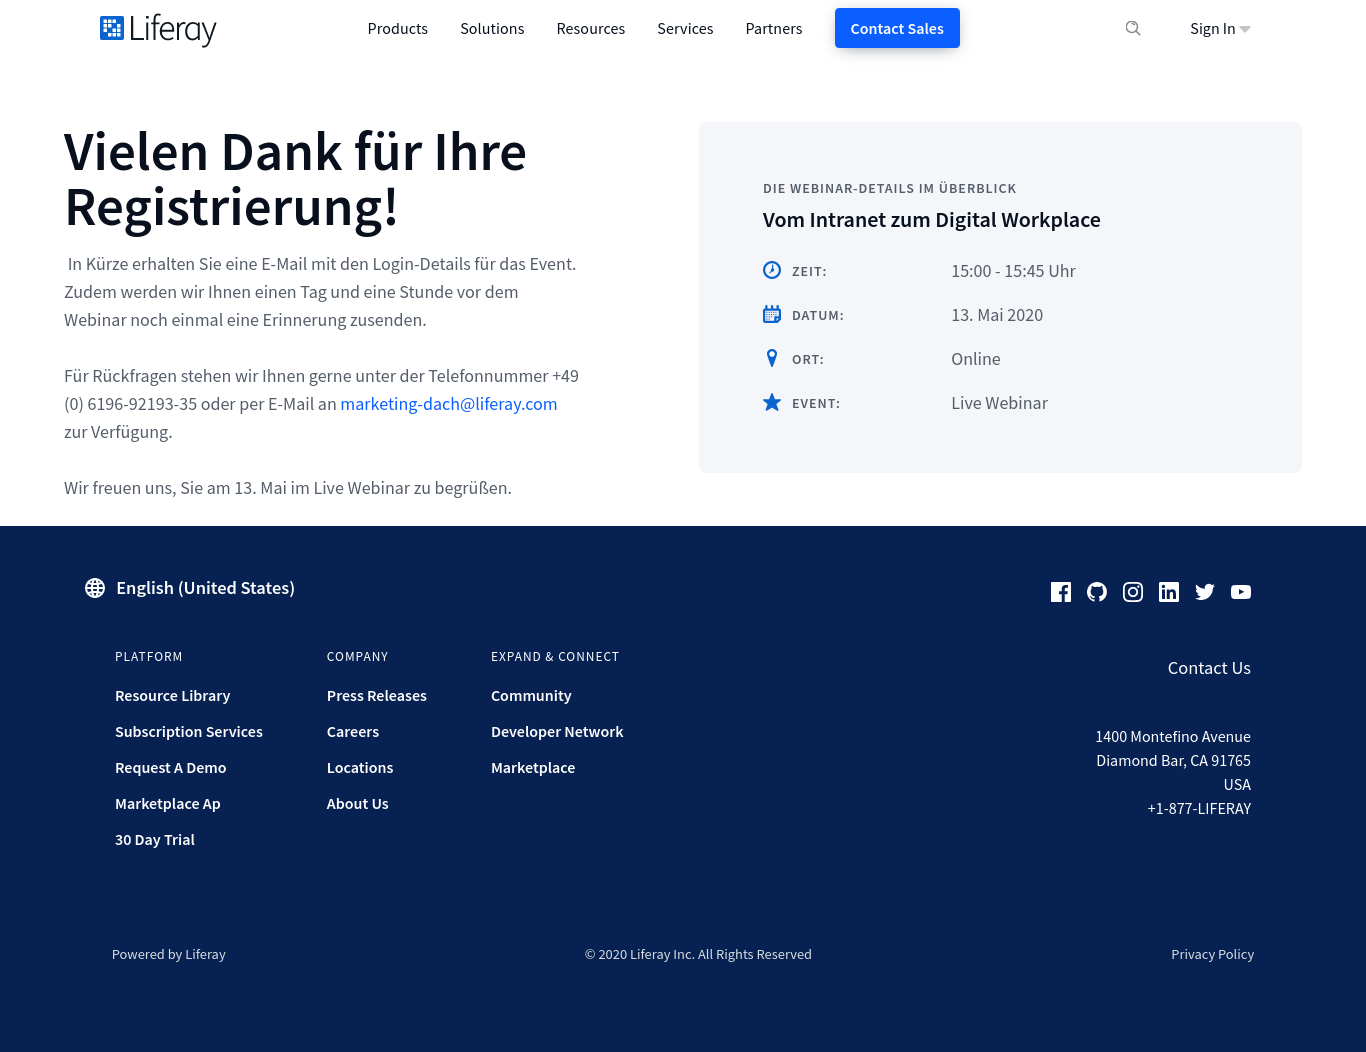 Liferay
Products
Solutions
Resources
Services
Partners
Contact Sales
Sign In
Vielen Dank für Ihre
Registrierung!
In Kürze erhalten Sie eine E-Mail mit den Login-Details für das Event.
Zudem werden wir Ihnen einen Tag und eine Stunde vor dem
Webinar noch einmal eine Erinnerung zusenden.
Für Rückfragen stehen wir Ihnen gerne unter der Telefonnummer +49
(0) 6196-92193-35 oder per E-Mail an marketing-dach@liferay.com
zur Verfügung.
Wir freuen uns, Sie am 13. Mai im Live Webinar zu begrüßen.
DIE WEBINAR-DETAILS IM ÜBERBLICK
Vom Intranet zum Digital Workplace
ZEIT: 15:00 - 15:45 Uhr
DATUM: 13. Mai 2020
ORT: Online
EVENT: Live Webinar
English (United States)
PLATFORM
Resource Library
Subscription Services
Request A Demo
Marketplace Ap
30 Day Trial
COMPANY
Press Releases
Careers
Locations
About Us
EXPAND & CONNECT
Community
Developer Network
Marketplace
Contact Us
1400 Montefino Avenue
Diamond Bar, CA 91765
USA
+1-877-LIFERAY
Powered by Liferay
© 2020 Liferay Inc. All Rights Reserved
Privacy Policy